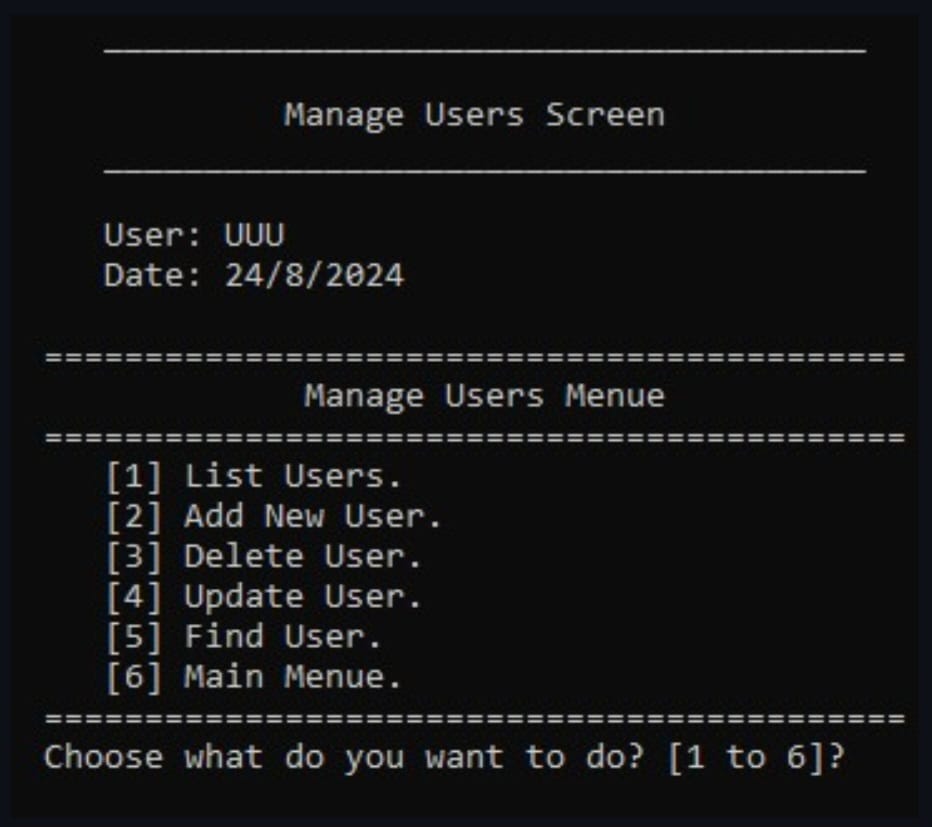 Manage Users Screen
User: UUU
Date: 24/8/2024
===========================================
Manage Users Menue
===========================================
[1] List Users.
[2] Add New User.
[3] Delete User.
[4] Update User.
[5] Find User.
[6] Main Menue.
===========================================
Choose what do you want to do? [1 to 6]?